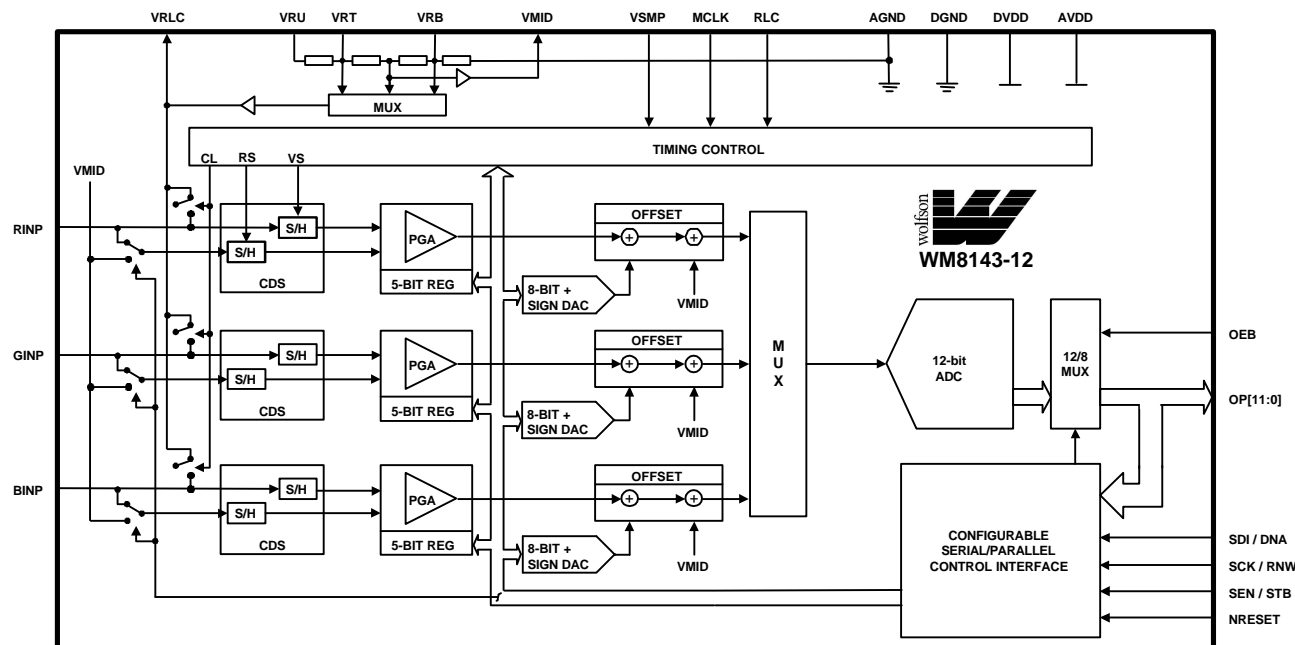 VRLC VRU VRT VRB VMID VSMP MCLK RLC AGND DGND DVDD AVDD
MUX
TIMING CONTROL
CL RS VS
VMID
RINP
S/H
S/H
CDS
PGA
5-BIT REG
OFFSET
+ +
8-BIT +
SIGN DAC
VMID
wolfson
WM8143-12
GINP
S/H
S/H
CDS
PGA
5-BIT REG
OFFSET
+ +
8-BIT +
SIGN DAC
VMID
BINP
S/H
S/H
CDS
PGA
5-BIT REG
OFFSET
+ +
8-BIT +
SIGN DAC
VMID
M
U
X
12-bit
ADC
12/8
MUX
OEB
OP[11:0]
CONFIGURABLE
SERIAL/PARALLEL
CONTROL INTERFACE
SDI / DNA
SCK / RNW
SEN / STB
NRESET